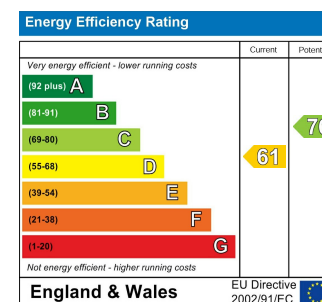 Energy Efficiency Rating
Current
Very energy efficient - lower running costs
(92 plus) A
(81-91) B
(69-80) C
(55-68) D
61
(39-54) E
(21-38) F
(1-20) G
Not energy efficient - higher running costs
England & Wales
EU Directive
2002/91/EC